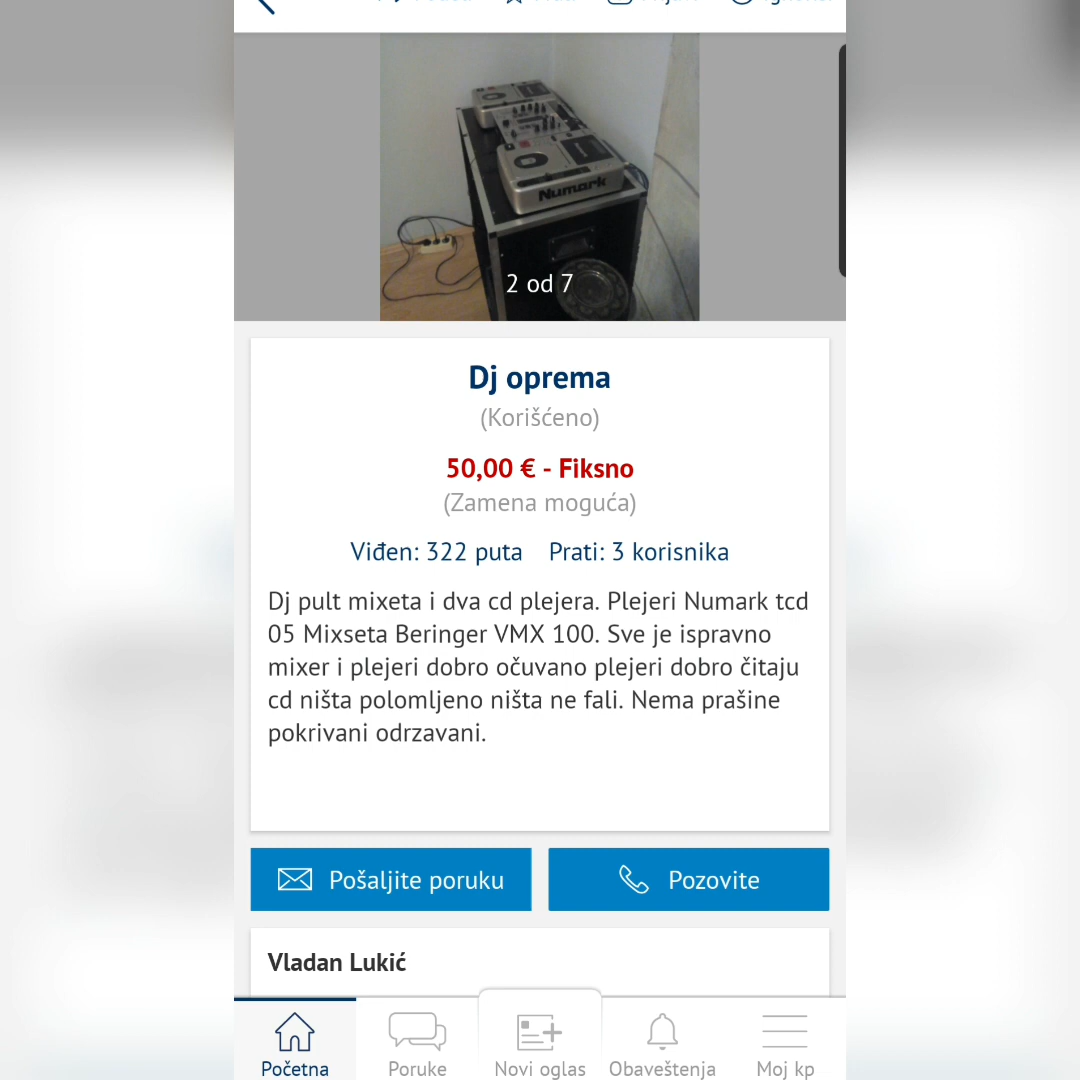 Numark
2 od 7
Dj oprema
(Korišćeno)
50,00 € - Fiksno
(Zamena moguća)
Viđen: 322 puta Prati: 3 korisnika
Dj pult mixeta i dva cd plejera. Plejeri Numark tcd
05 Mixseta Beringer VMX 100. Sve je ispravno
mixer i plejeri dobro očuvano plejeri dobro čitaju
cd ništa polomljeno ništa ne fali. Nema prašine
pokrivani odrzavani.
Pošaljite poruku Pozovite
Vladan Lukić
Početna Poruke Novi oglas Obaveštenja Moj kp